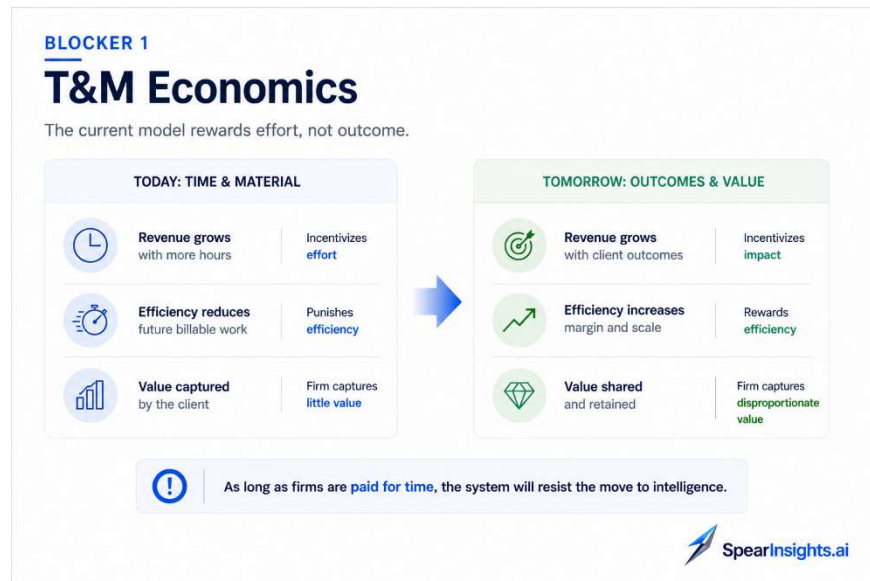 BLOCKER 1
T&M Economics
The current model rewards effort, not outcome.
TODAY: TIME & MATERIAL
Revenue grows
with more hours
Incentivizes
effort
Efficiency reduces
future billable work
Punishes
efficiency
Value captured
by the client
Firm captures
little value
TOMORROW: OUTCOMES & VALUE
Revenue grows
with client outcomes
Incentivizes
impact
Efficiency increases
margin and scale
Rewards
efficiency
Value shared
and retained
Firm captures
disproportionate
value
As long as firms are paid for time, the system will resist the move to intelligence.
SpearInsights.ai